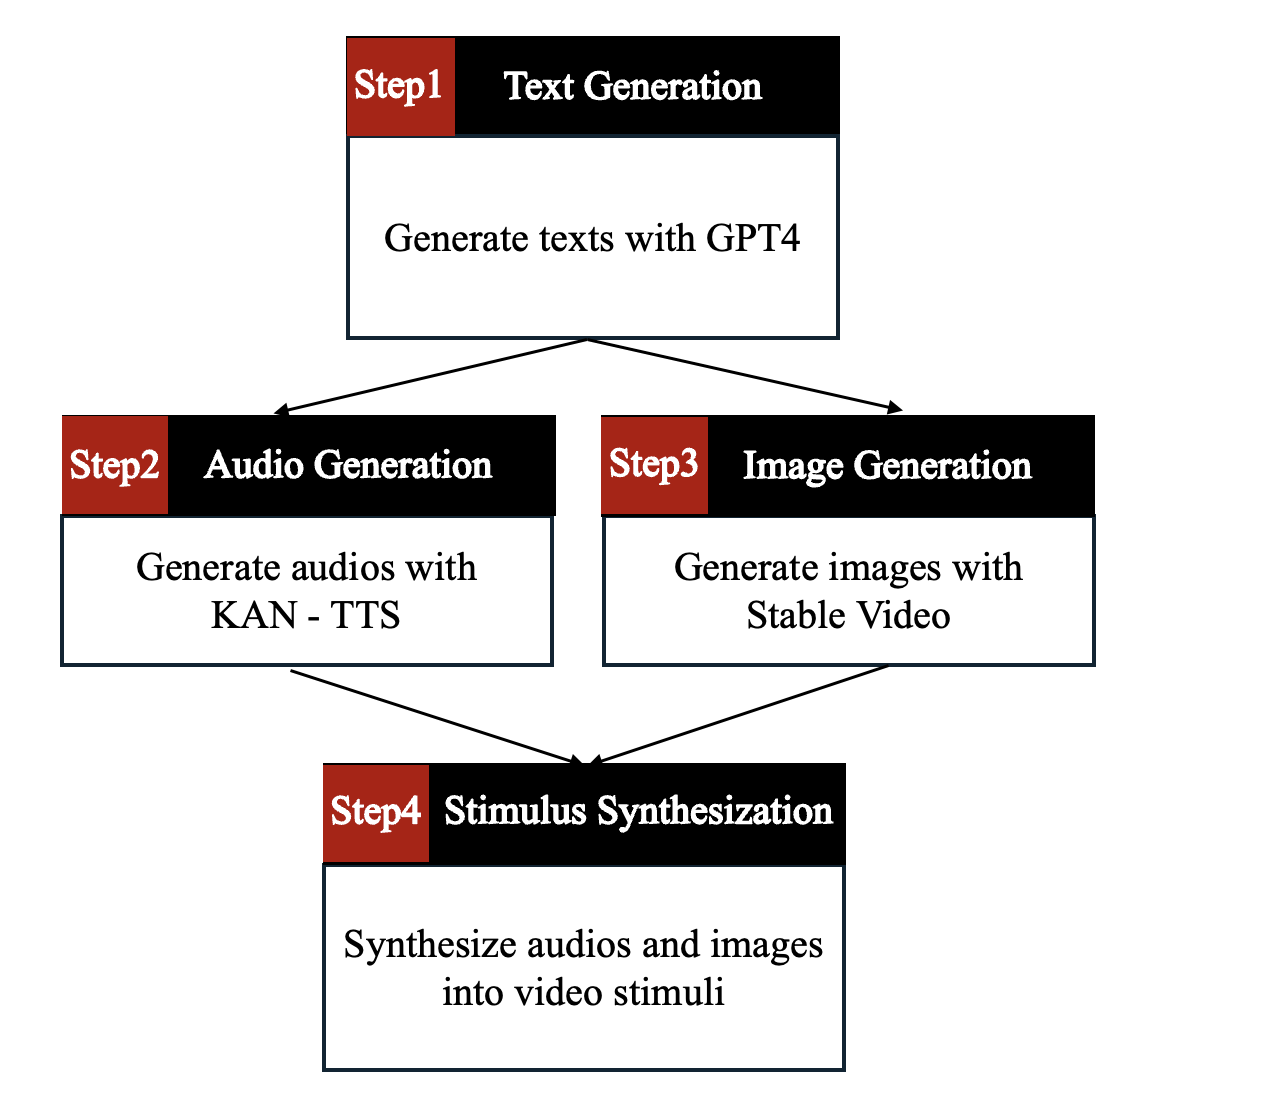 Step1 Text Generation
Generate texts with GPT4
Step2 Audio Generation
Generate audios with
KAN - TTS
Step3 Image Generation
Generate images with
Stable Video
Step4 Stimulus Synthesization
Synthesize audios and images
into video stimuli